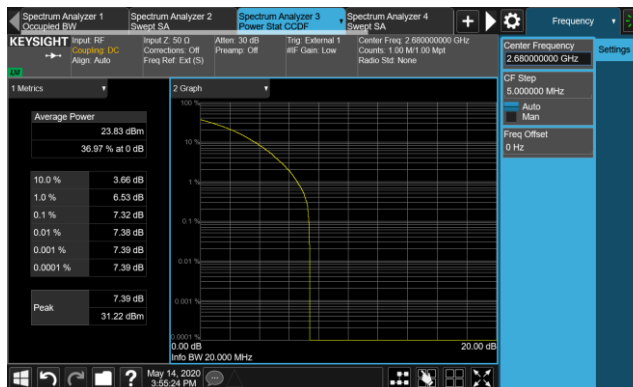 Spectrum Analyzer 1
Occupied BW
Spectrum Analyzer 2
Swept SA
Spectrum Analyzer 3
Power Stat CCDF
Spectrum Analyzer 4
Swept SA
Frequency
KEYSIGHT
Input: RF
Coupling: DC
Align: Auto
Input Z: 50 Ω
Corrections: Off
Freq Ref: Ext (S)
Atten: 30 dB
Preamp: Off
Trig: External 1
#IF Gain: Low
Center Freq: 2.680000000 GHz
Counts: 1.00 M/1.00 Mpt
Radio Std: None
Center Frequency
2.680000000 GHz
Settings
CF Step
5.000000 MHz
Auto
Man
Freq Offset
0 Hz
1 Metrics
Average Power
23.83 dBm
36.97 % at 0 dB
10.0 % 3.66 dB
1.0 % 6.53 dB
0.1 % 7.32 dB
0.01 % 7.38 dB
0.001 % 7.39 dB
0.0001 % 7.39 dB
Peak
7.39 dB
31.22 dBm
2 Graph
100 %
10 %
1 %
0.1 %
0.01 %
0.001 %
0.0001 %
0.00 dB
20.00 dB
Info BW 20.000 MHz
May 14, 2020
3:55:24 PM